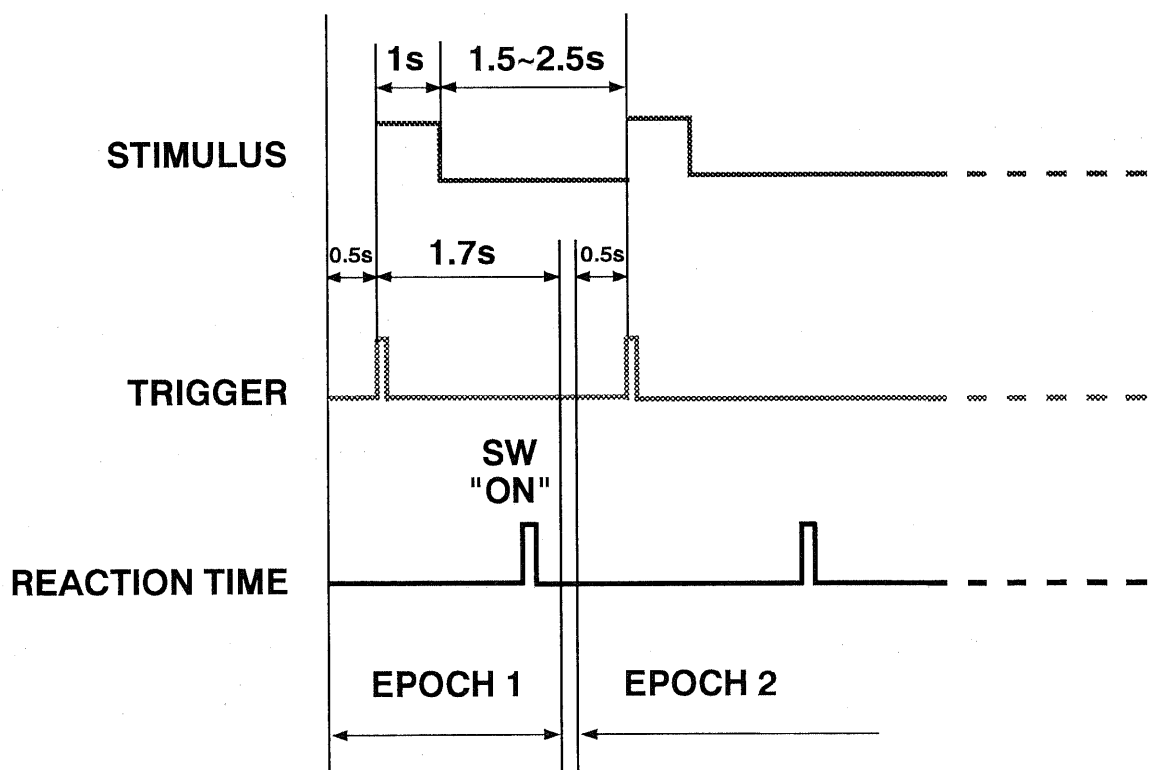 1s 1.5~2.5s
STIMULUS
0.5s 1.7s 0.5s
TRIGGER
SW
"ON"
REACTION TIME
EPOCH 1 EPOCH 2